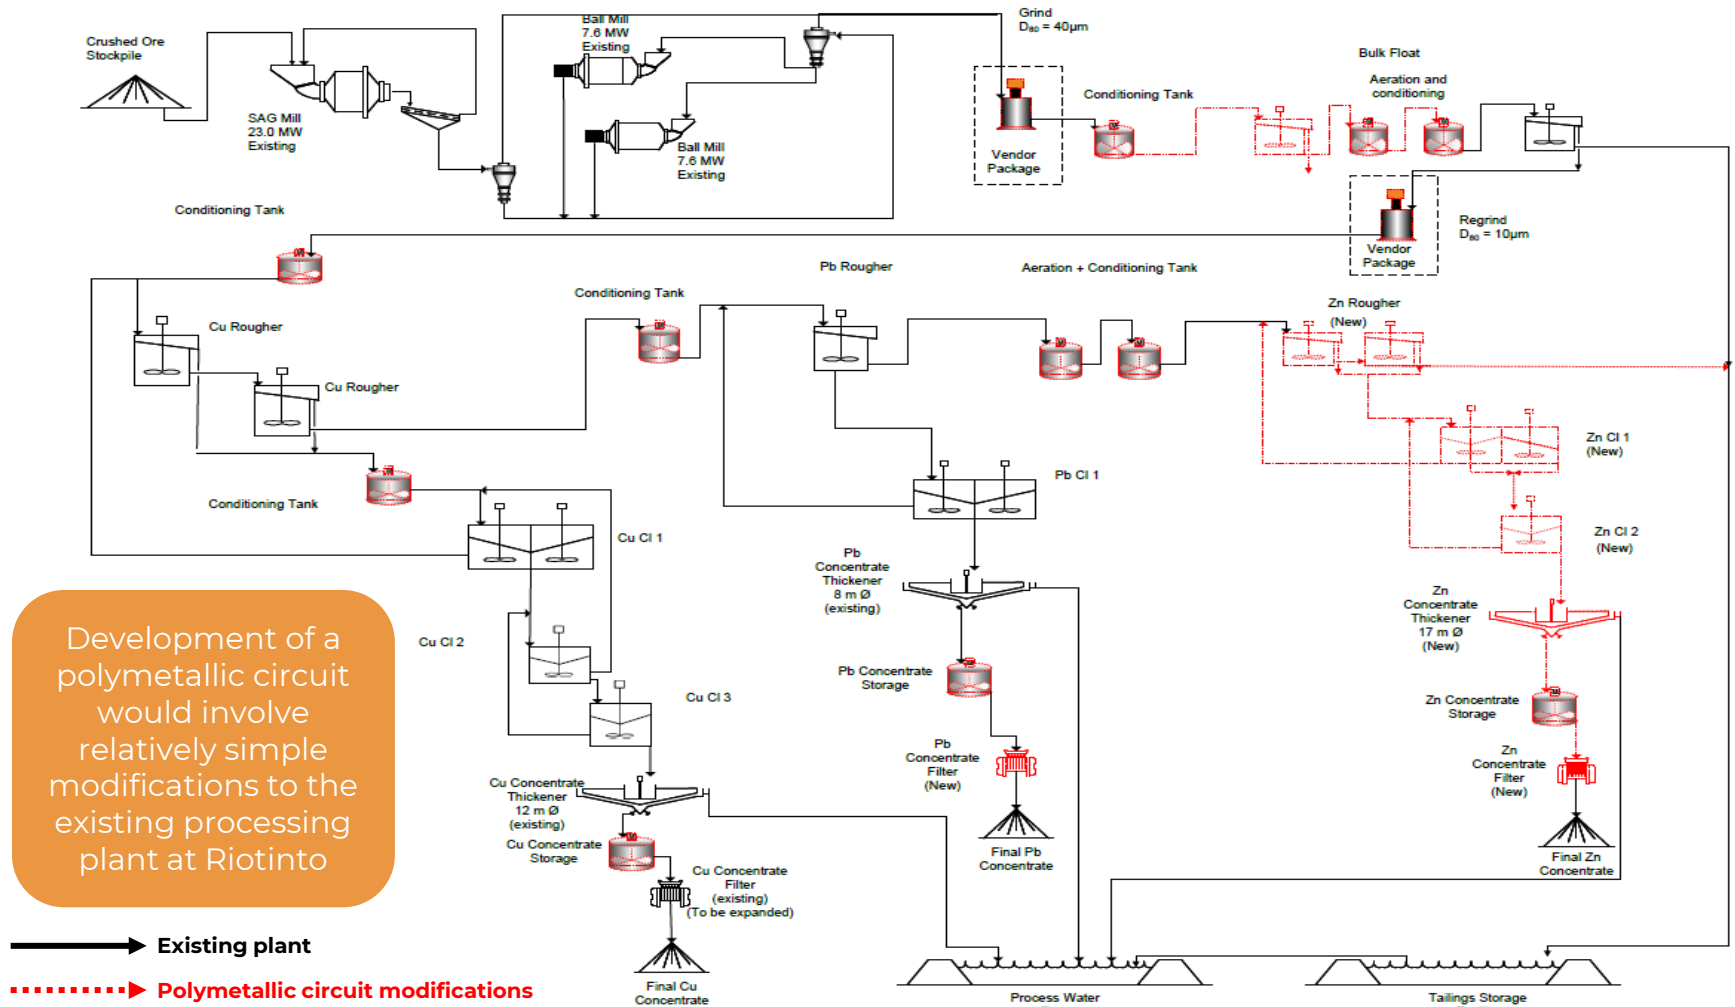 Crushed Ore
Stockpile
SAG Mill
23.0 MW
Existing
Ball Mill
7.6 MW
Existing
Ball Mill
7.6 MW
Existing
Grind
D80 = 40µm
Vendor
Package
Conditioning Tank
Bulk Float
Aeration and
conditioning
Regrind
D80 = 10µm
Vendor
Package
Conditioning Tank
Cu Rougher
Cu Rougher
Conditioning Tank
Conditioning Tank
Pb Rougher
Aeration + Conditioning Tank
Zn Rougher
(New)
Zn Cl 1
(New)
Zn Cl 2
(New)
Pb Cl 1
Cu Cl 1
Cu Cl 2
Cu Cl 3
Pb
Concentrate
Thickener
8 m Ø
(existing)
Zn
Concentrate
Thickener
17 m Ø
(New)
Pb Concentrate
Storage
Zn Concentrate
Storage
Pb
Concentrate
Filter
(New)
Zn
Concentrate
Filter
(New)
Cu Concentrate
Thickener
12 m Ø
(existing)
Cu Concentrate
Storage
Cu Concentrate
Filter
(existing)
(To be expanded)
Final Pb
Concentrate
Final Zn
Concentrate
Final Cu
Concentrate
Process Water
Tailings Storage
Development of a
polymetallic circuit
would involve
relatively simple
modifications to the
existing processing
plant at Riotinto
Existing plant
Polymetallic circuit modifications